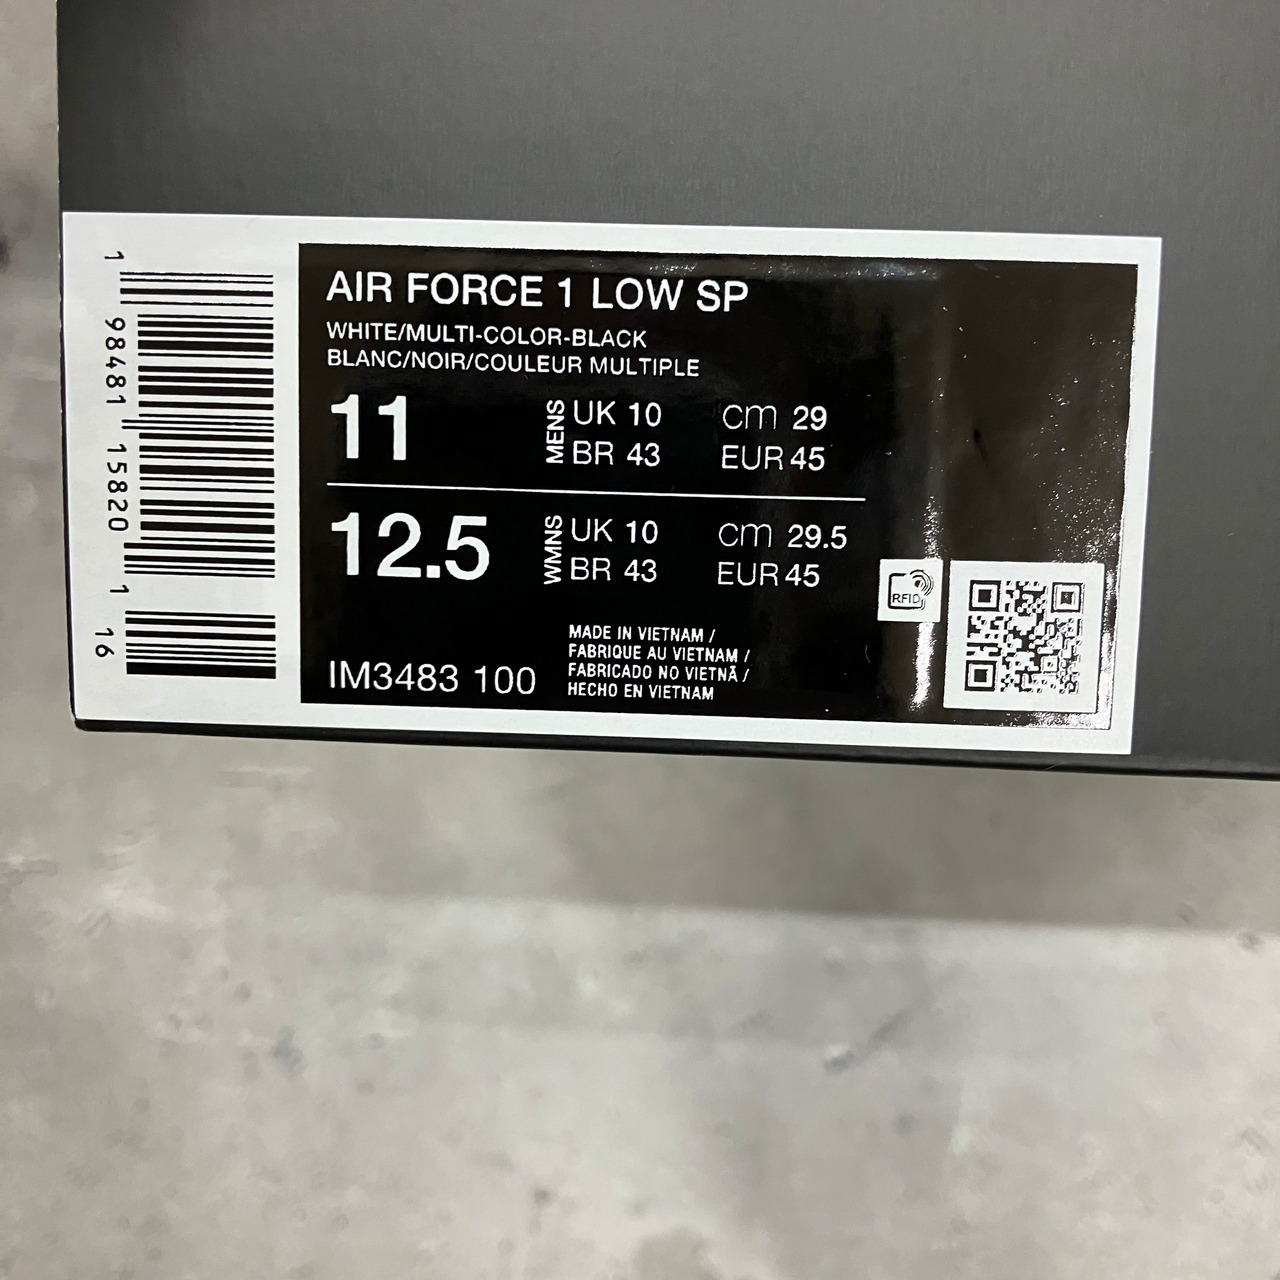 1 98481 15820 1 16
AIR FORCE 1 LOW SP
WHITE/MULTI-COLOR-BLACK
BLANC/NOIR/COULEUR MULTIPLE
11 MENS UK 10 cm 29
BR 43 EUR 45
12.5 WMNS UK 10 cm 29.5
BR 43 EUR 45
RFID
MADE IN VIETNAM /
FABRIQUE AU VIETNAM /
FABRICADO NO VIETNÃ /
HECHO EN VIETNAM
IM3483 100